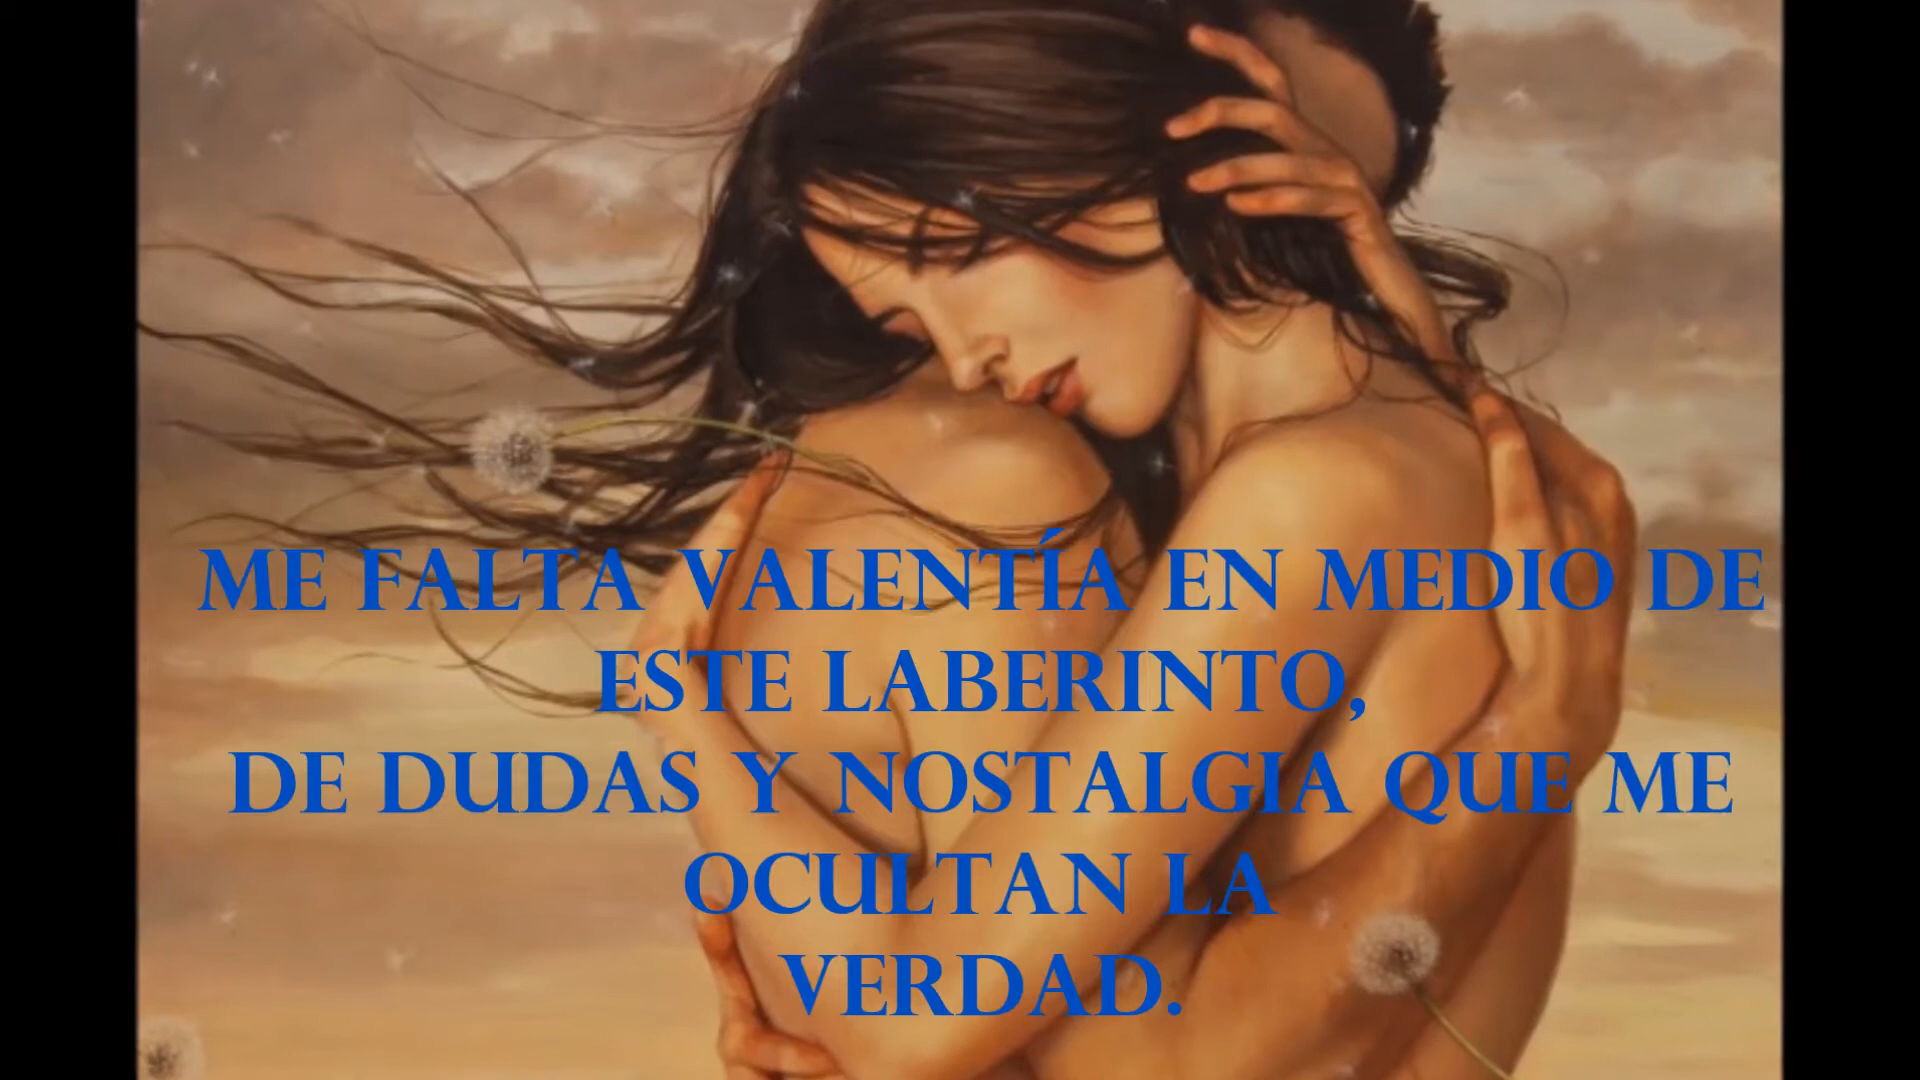 ME FALTA VALENTÍA EN MEDIO DE
ESTE LABERINTO,
DE DUDAS Y NOSTALGIA QUE ME
OCULTAN LA
VERDAD.